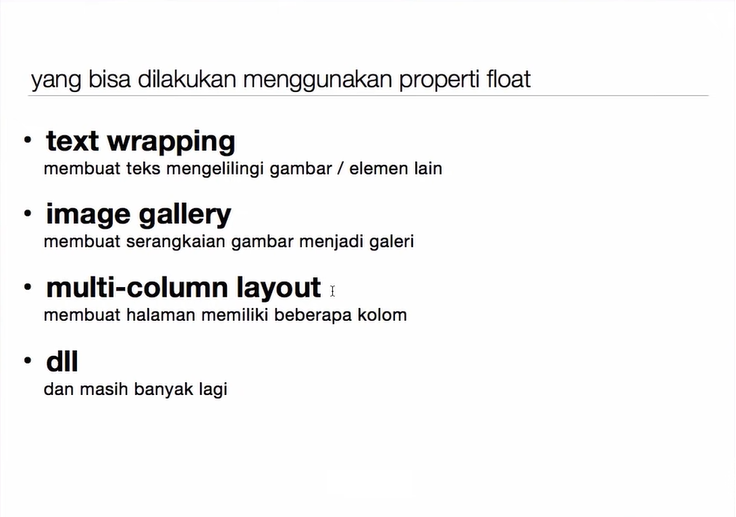 yang bisa dilakukan menggunakan properti float
• text wrapping
membuat teks mengelilingi gambar / elemen lain
• image gallery
membuat serangkaian gambar menjadi galeri
• multi-column layout
membuat halaman memiliki beberapa kolom
• dll
dan masih banyak lagi